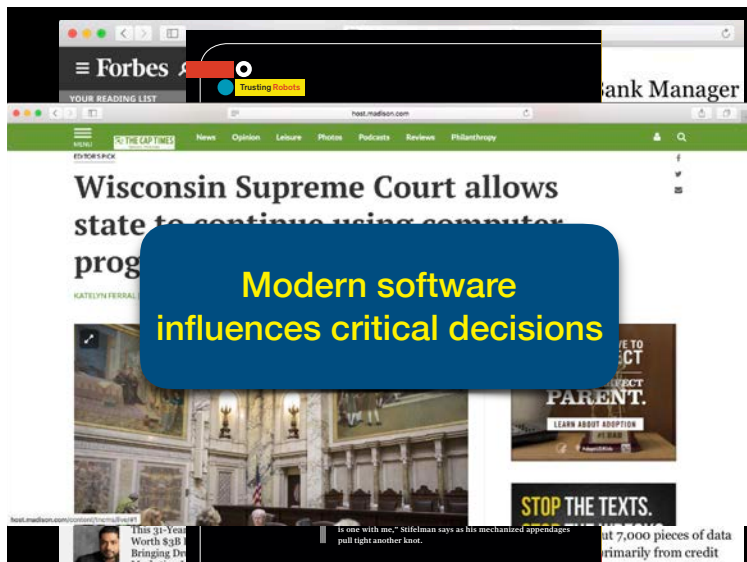 Forbes
Trusting Robots
YOUR READING LIST
Bank Manager
host.madison.com
MENU
THE CAP TIMES
News Opinion Leisure Photos Podcasts Reviews Philanthropy
EDITOR'S PICK
Wisconsin Supreme Court allows
state to continue using computer
prog
KATELYN FERRAL
Modern software
influences critical decisions
PARENT.
LEARN ABOUT ADOPTION
STOP THE TEXTS.
host.madison.com/content/tncms/live/#1
This 31-Year
Worth $3B
Bringing
is one with me,” Stifelman says as his mechanized appendages
pull tight another knot.
ut 7,000 pieces of data
rimarily from credit